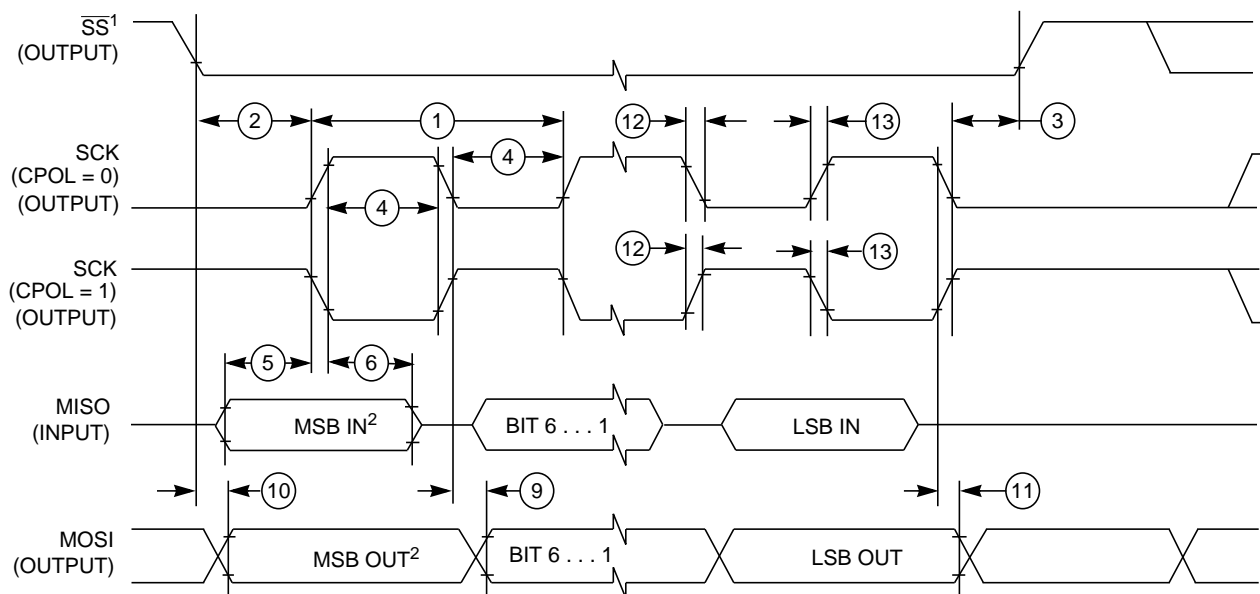 SS¹
(OUTPUT)
2
1
12
13
3
SCK
(CPOL = 0)
(OUTPUT)
4
4
12
13
SCK
(CPOL = 1)
(OUTPUT)
5
6
MISO
(INPUT)
MSB IN²
BIT 6 . . . 1
LSB IN
10
9
11
MOSI
(OUTPUT)
MSB OUT²
BIT 6 . . . 1
LSB OUT